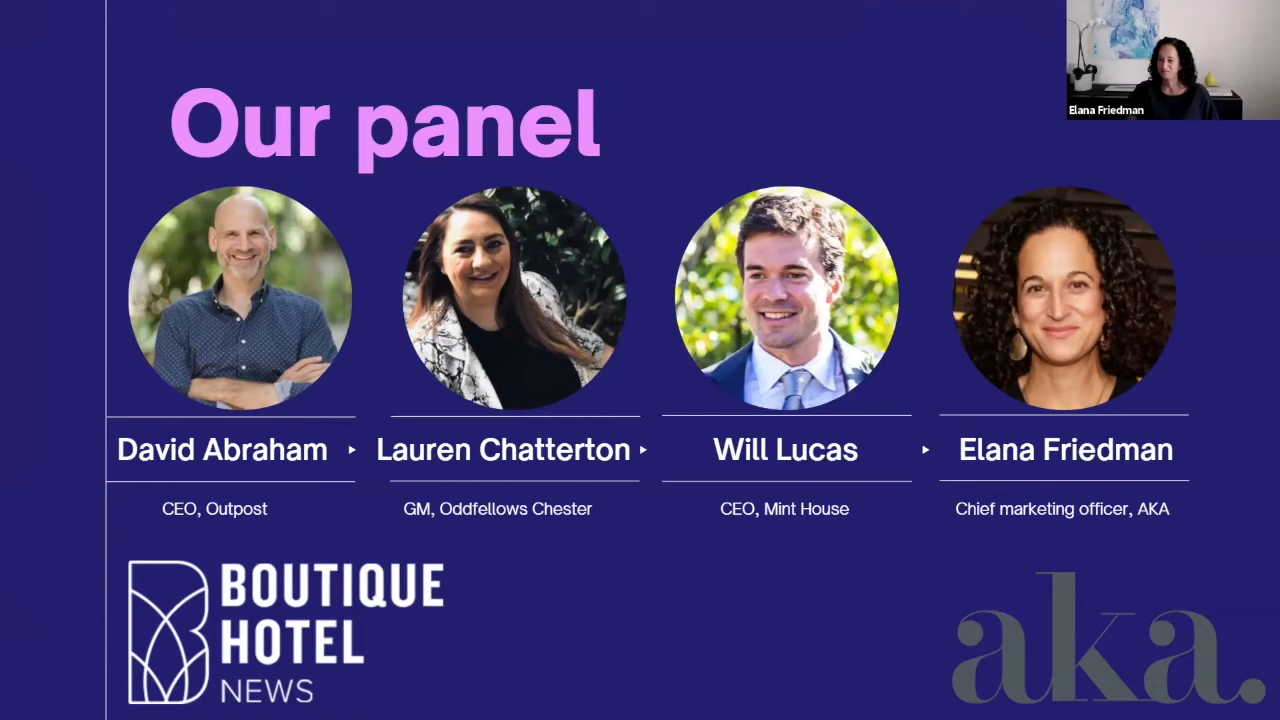 Our panel
Elana Friedman
David Abraham
Lauren Chatterton
Will Lucas
Elana Friedman
CEO, Outpost
GM, Oddfellows Chester
CEO, Mint House
Chief marketing officer, AKA
BOUTIQUE
HOTEL
NEWS
aka.